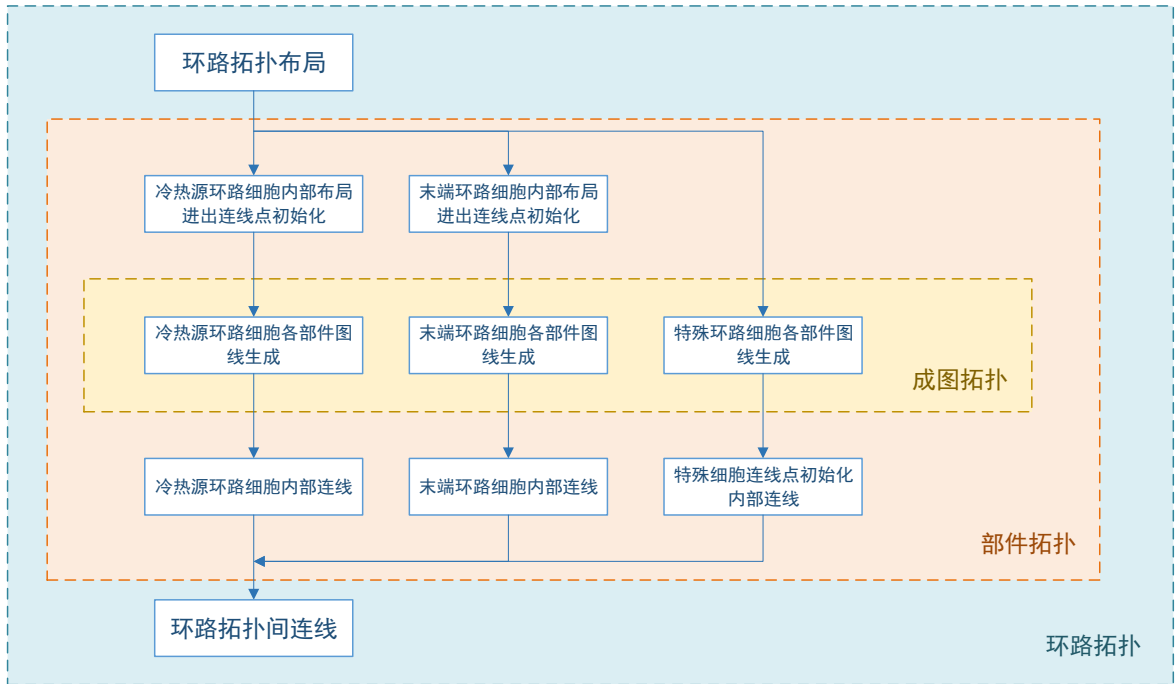 环路拓扑布局
冷热源环路细胞内部布局
进出连线点初始化
末端环路细胞内部布局
进出连线点初始化
冷热源环路细胞各部件图
线生成
末端环路细胞各部件图
线生成
特殊环路细胞各部件图
线生成
成图拓扑
冷热源环路细胞内部连线
末端环路细胞内部连线
特殊细胞连线点初始化
内部连线
部件拓扑
环路拓扑间连线
环路拓扑